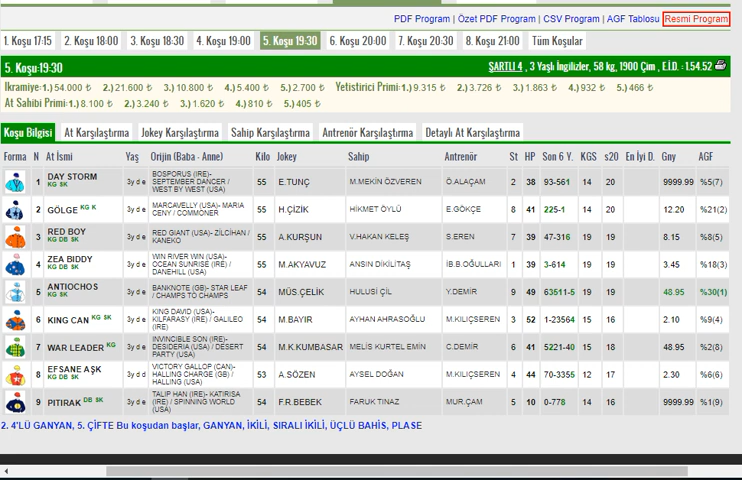 PDF Program | Özet PDF Program | CSV Program | AGF Tablosu Resmi Program
1. Koşu 17:15 2. Koşu 18:00 3. Koşu 18:30 4. Koşu 19:00 5. Koşu 19:30 6. Koşu 20:00 7. Koşu 20:30 8. Koşu 21:00 Tüm Koşular
5. Koşu:19:30 ŞARTLI 4 , 3 Yaşlı İngilizler, 58 kg, 1900 Çim , E.İ.D. : 1.54.52
Ikramiye:1.) 54.000 ₺ 2.) 21.600 ₺ 3.) 10.800 ₺ 4.) 5.400 ₺ 5.) 2.700 ₺ Yetistirici Primi:1.) 9.315 ₺ 2.) 3.726 ₺ 3.) 1.863 ₺ 4.) 932 ₺ 5.) 466 ₺
At Sahibi Primi:1.) 8.100 ₺ 2.) 3.240 ₺ 3.) 1.620 ₺ 4.) 810 ₺ 5.) 405 ₺
Koşu Bilgisi At Karşılaştırma Jokey Karşılaştırma Sahip Karşılaştırma Antrenör Karşılaştırma Detaylı At Karşılaştırma
Forma N At İsmi Yaş Orijin (Baba - Anne) Kilo Jokey Sahip Antrenör St HP Son 6 Y. KGS s20 En İyi D. Gny AGF
1 DAY STORM KG SK 3y d e BOSPORUS (IRE)- SEPTEMBER DANCER / WEST BY WEST (USA) 55 E.TUNÇ M.MEKİN ÖZVEREN Ö.ALAÇAM 2 38 93-561 14 20 9999.99 %5(7)
2 GÖLGE KG K 3y d e MARCAVELLY (USA)- MARIA CENY / COMMONER 55 H.ÇİZİK HİKMET ÖYLÜ E.GÖKÇE 8 41 225-1 14 20 12.20 %21(2)
3 RED BOY KG DB SK 3y d e RED GIANT (USA)- ZİLCİHAN / KANEKO 55 A.KURŞUN V.HAKAN KELEŞ S.EREN 7 39 47-316 19 19 8.15 %8(5)
4 ZEA BIDDY KG DB SK 3y d e WIN RIVER WIN (USA)- OCEAN SUNRISE (IRE) / DANEHILL (USA) 55 M.AKYAVUZ ANSIN DİKİLİTAŞ İB.B.OĞULLARI 1 39 3-614 19 19 3.45 %18(3)
5 ANTIOCHOS KG SK 3y d e BANKNOTE (GB)- STAR LEAF / CHAMPS TO CHAMPS 54 MÜS.ÇELİK HULUSİ ÇİL Y.DEMİR 9 49 63511-5 19 19 48.95 %30(1)
6 KING CAN KG SK 3y d e KING DAVID (USA)- KILFARASY (IRE) / GALILEO (IRE) 54 M.BAYIR AYHAN AHRASOĞLU M.KILIÇSEREN 3 52 1-23564 15 16 2.10 %9(4)
7 WAR LEADER KG 3y d e INVINCIBLE SON (IRE)- DESIDERIA (USA) / DESERT PARTY (USA) 54 M.K.KUMBASAR MELİS KURTEL EMİN C.DEMİR 6 41 5221-40 15 18 48.95 %2(8)
8 EFSANE AŞK KG DB SK 3y d d VICTORY GALLOP (CAN)- HALLING CHARGE (GB) / HALLING (USA) 53 A.SÖZEN AYSEL DOĞAN M.KILIÇSEREN 4 44 70-3355 12 17 2.30 %6(6)
9 PITIRAK DB SK 3y d e TALIP HAN (IRE)- KATIRISA (IRE) / SPINNING WORLD (USA) 54 F.R.BEBEK FARUK TINAZ MUR.ÇAM 5 10 0-778 14 16 9999.99 %1(9)
2. 4'LÜ GANYAN, 5. ÇİFTE Bu koşudan başlar, GANYAN, İKİLİ, SIRALI İKİLİ, ÜÇLÜ BAHİS, PLASE